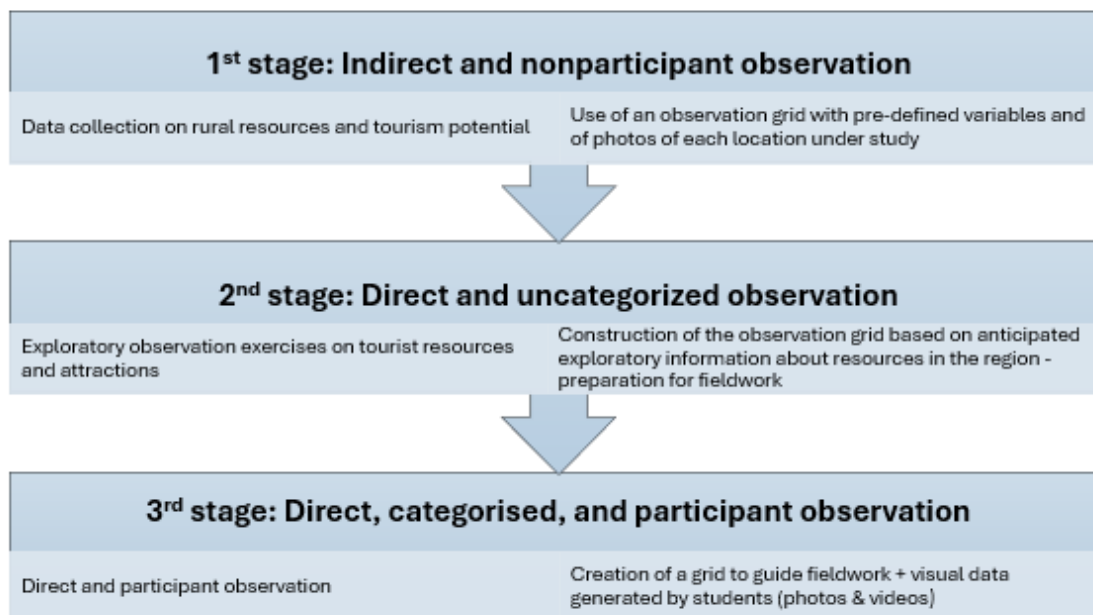 1st stage: Indirect and nonparticipant observation
Data collection on rural resources and tourism potential
Use of an observation grid with pre-defined variables and
of photos of each location under study
2nd stage: Direct and uncategorized observation
Exploratory observation exercises on tourist resources
and attractions
Construction of the observation grid based on anticipated
exploratory information about resources in the region -
preparation for fieldwork
3rd stage: Direct, categorised, and participant observation
Direct and participant observation
Creation of a grid to guide fieldwork + visual data
generated by students (photos & videos)